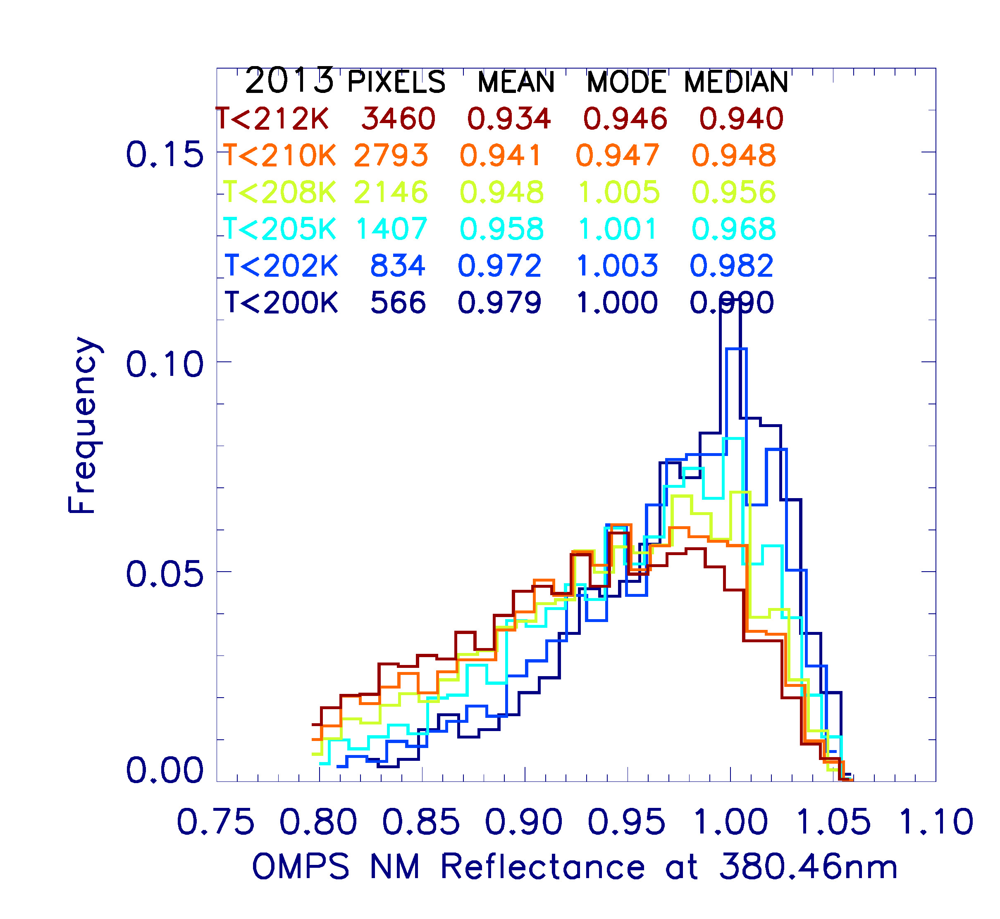 2013 PIXELS MEAN MODE MEDIAN
T<212K 3460 0.934 0.946 0.940
T<210K 2793 0.941 0.947 0.948
T<208K 2146 0.948 1.005 0.956
T<205K 1407 0.958 1.001 0.968
T<202K 834 0.972 1.003 0.982
T<200K 566 0.979 1.000 0.990
0.15
0.10
0.05
0.00
Frequency
0.75 0.80 0.85 0.90 0.95 1.00 1.05 1.10
OMPS NM Reflectance at 380.46nm